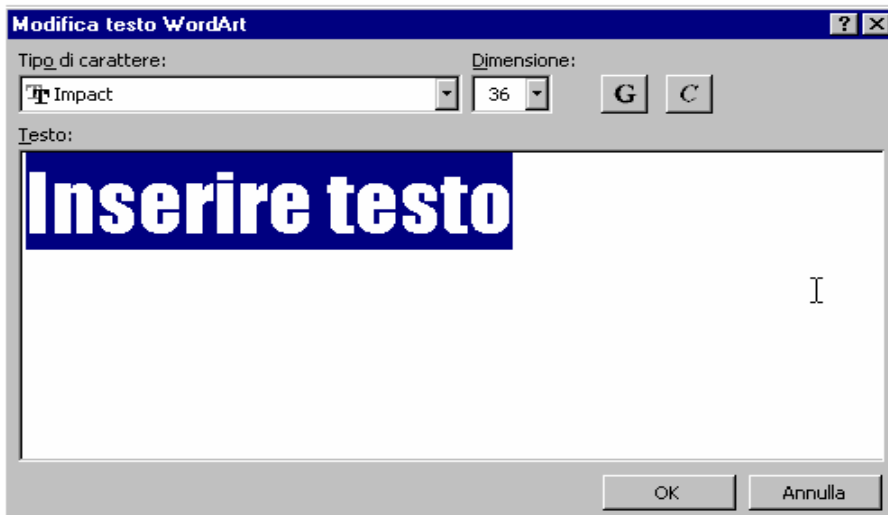 Modifica testo WordArt
Tipo di carattere: Dimensione:
Impact 36 G C
Testo:
Inserire testo
OK Annulla